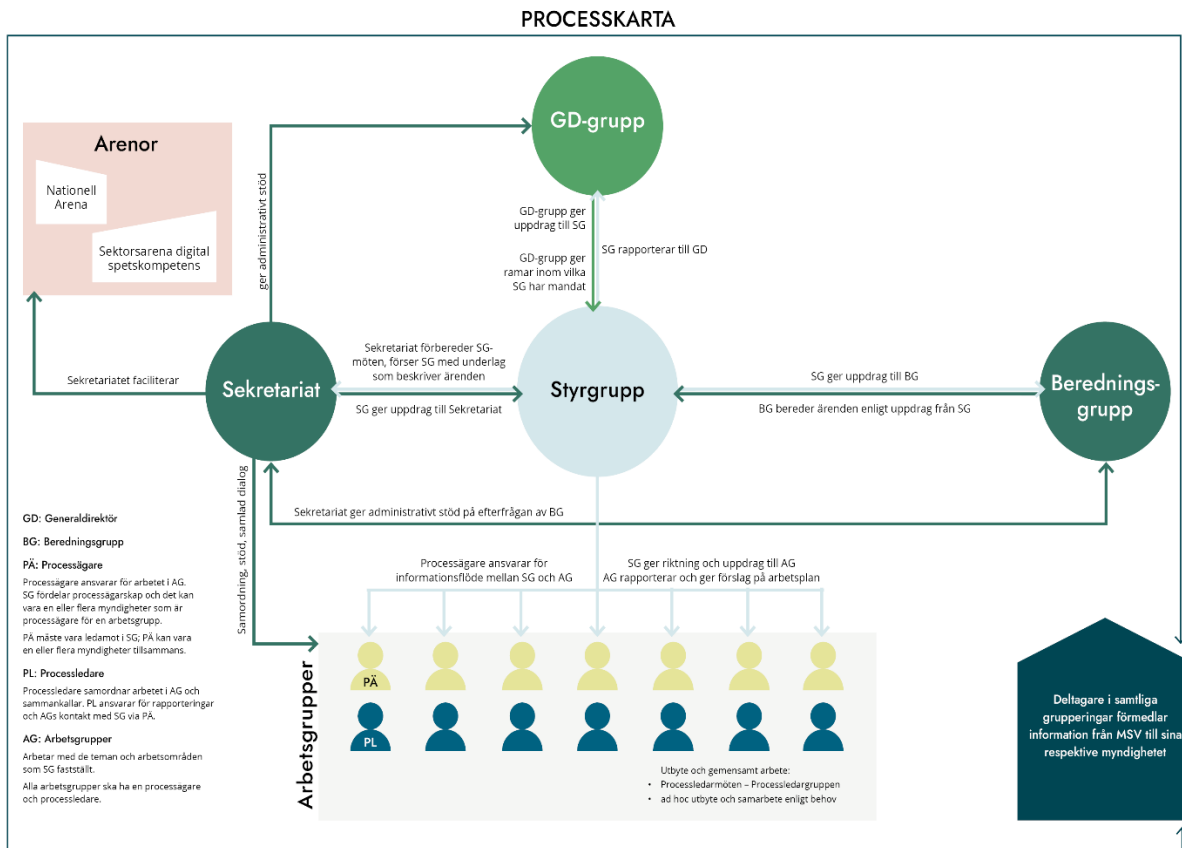 PROCESSKARTA
GD-grupp
Arenor
Nationell
Arena
Sektorsarena digital
spetskompetens
ger administrativt stöd
GD-grupp ger
uppdrag till SG
SG rapporterar till GD
GD-grupp ger
ramar inom vilka
SG har mandat
Sekretariatet faciliterar
Sekretariat
Sekretariat förbereder SG-
möten, förser SG med underlag
som beskriver ärenden
SG ger uppdrag till Sekretariat
Styrgrupp
SG ger uppdrag till BG
BG bereder ärenden enligt uppdrag från SG
Berednings-
grupp
Samordning, stöd, samlad dialog
Sekretariat ger administrativt stöd på efterfrågan av BG
GD: Generaldirektör
BG: Beredningsgrupp
PÄ: Processägare
Processägare ansvarar för arbetet i AG.
SG fördelar processägarskap och det kan
vara en eller flera myndigheter som är
processägare för en arbetsgrupp.
PÄ måste vara ledamot i SG; PÄ kan vara
en eller flera myndigheter tillsammans.
PL: Processledare
Processledare samordnar arbetet i AG och
sammankallar. PL ansvarar för rapporteringar
och AGs kontakt med SG via PÄ.
AG: Arbetsgrupper
Arbetar med de teman och arbetsområden
som SG fastställt.
Alla arbetsgrupper ska ha en processägare
och processledare.
Processägare ansvarar för
informationsflöde mellan SG och AG
SG ger riktning och uppdrag till AG
AG rapporterar och ger förslag på arbetsplan
Arbetsgrupper
PÄ
PL
Utbyte och gemensamt arbete:
• Processledarmöten – Processledargruppen
• ad hoc utbyte och samarbete enligt behov
Deltagare i samtliga
grupperingar förmedlar
information från MSV till sina
respektive myndighetet